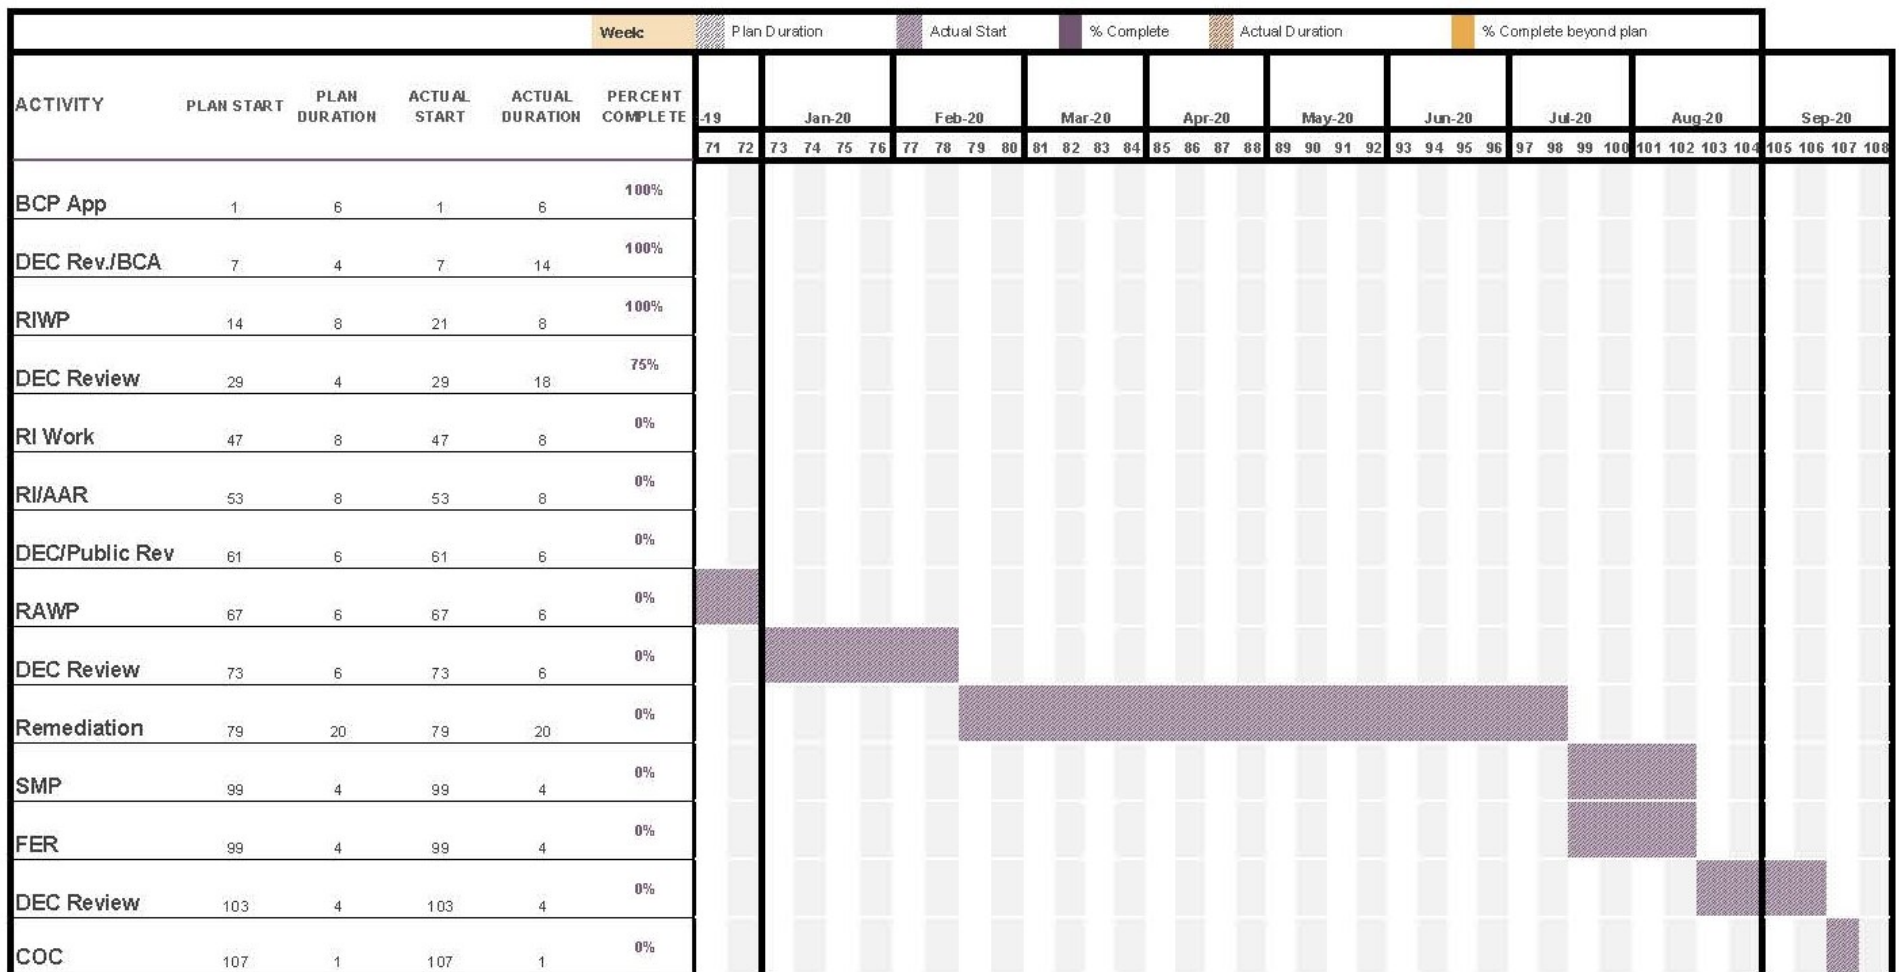 Week: Plan Duration Actual Start % Complete Actual Duration % Complete beyond plan
ACTIVITY PLAN START PLAN DURATION ACTUAL START ACTUAL DURATION PERCENT COMPLETE
-19 Jan-20 Feb-20 Mar-20 Apr-20 May-20 Jun-20 Jul-20 Aug-20 Sep-20
71 72 73 74 75 76 77 78 79 80 81 82 83 84 85 86 87 88 89 90 91 92 93 94 95 96 97 98 99 100 101 102 103 104 105 106 107 108
BCP App 1 6 1 6 100%
DEC Rev./BCA 7 4 7 14 100%
RIWP 14 8 21 8 100%
DEC Review 29 4 29 18 75%
RI Work 47 8 47 8 0%
RI/AAR 53 8 53 8 0%
DEC/Public Rev 61 6 61 6 0%
RAWP 67 6 67 6 0%
DEC Review 73 6 73 6 0%
Remediation 79 20 79 20 0%
SMP 99 4 99 4 0%
FER 99 4 99 4 0%
DEC Review 103 4 103 4 0%
COC 107 1 107 1 0%